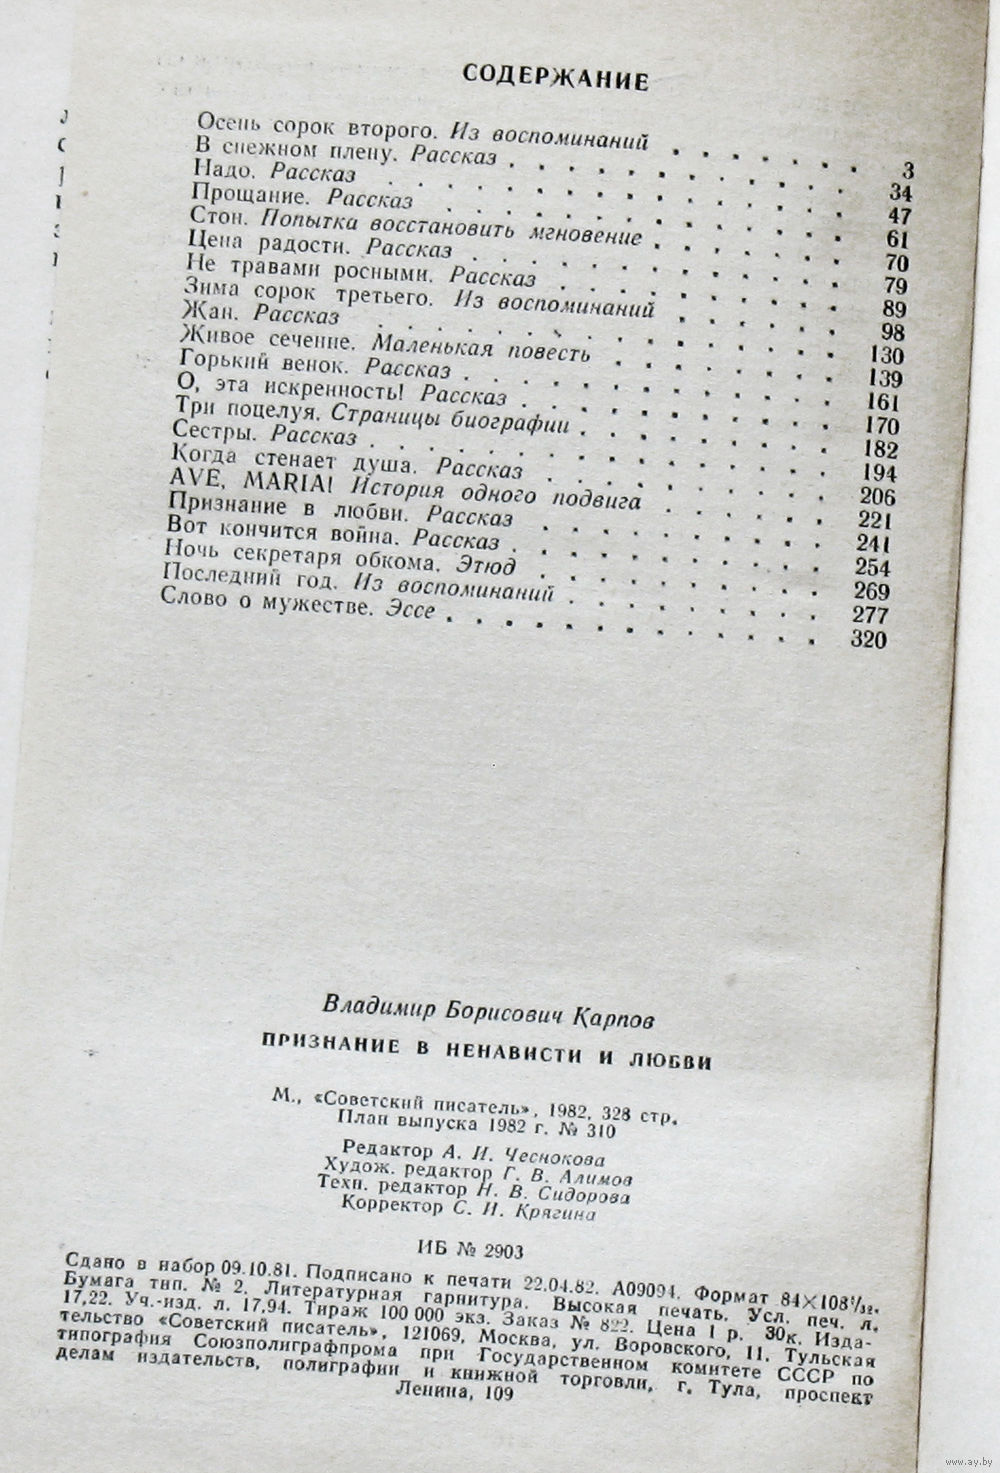 СОДЕРЖАНИЕ
Осень сорок второго. Из воспоминаний . . . . . . . 3
В снежном плену. Рассказ . . . . . . . . . . . . 34
Надо. Рассказ . . . . . . . . . . . . . . . . 47
Прощание. Рассказ . . . . . . . . . . . . . . 61
Стон. Попытка восстановить мгновение . . . . . . . 70
Цена радости. Рассказ . . . . . . . . . . . . . 79
Не травами росными. Рассказ . . . . . . . . . . 89
Зима сорок третьего. Из воспоминаний . . . . . . 98
Жан. Рассказ . . . . . . . . . . . . . . . . 130
Живое сечение. Маленькая повесть . . . . . . . . 139
Горький венок. Рассказ . . . . . . . . . . . . . 161
О, эта искренность! Рассказ . . . . . . . . . . . 170
Три поцелуя. Страницы биографии . . . . . . . . . 182
Сестры. Рассказ . . . . . . . . . . . . . . . . 194
Когда стенает душа. Рассказ . . . . . . . . . . 206
AVE, MARIA! История одного подвига . . . . . . 221
Признание в любви. Рассказ . . . . . . . . . . 241
Вот кончится война. Рассказ . . . . . . . . . . . 254
Ночь секретаря обкома. Этюд . . . . . . . . . . 269
Последний год. Из воспоминаний . . . . . . . . . 277
Слово о мужестве. Эссе . . . . . . . . . . . . . 320
Владимир Борисович Карпов
ПРИЗНАНИЕ В НЕНАВИСТИ И ЛЮБВИ
М., «Советский писатель», 1982, 328 стр.
План выпуска 1982 г. № 310
Редактор А. И. Чеснокова
Худож. редактор Г. В. Алимов
Техн. редактор Н. В. Сидорова
Корректор С. И. Крягина
ИБ № 2903
Сдано в набор 09.10.81. Подписано к печати 22.04.82. А09094. Формат 84×108¹/₃₂.
Бумага тип. № 2. Литературная гарнитура. Высокая печать. Усл. печ. л.
17,22. Уч.-изд. л. 17,94. Тираж 100 000 экз. Заказ № 822. Цена 1 р. 30к. Изда-
тельство «Советский писатель», 121069, Москва, ул. Воровского, 11. Тульская
типография Союзполиграфпрома при Государственном комитете СССР по
делам издательств, полиграфии и книжной торговли, г. Тула, проспект
Ленина, 109
www.ay.by